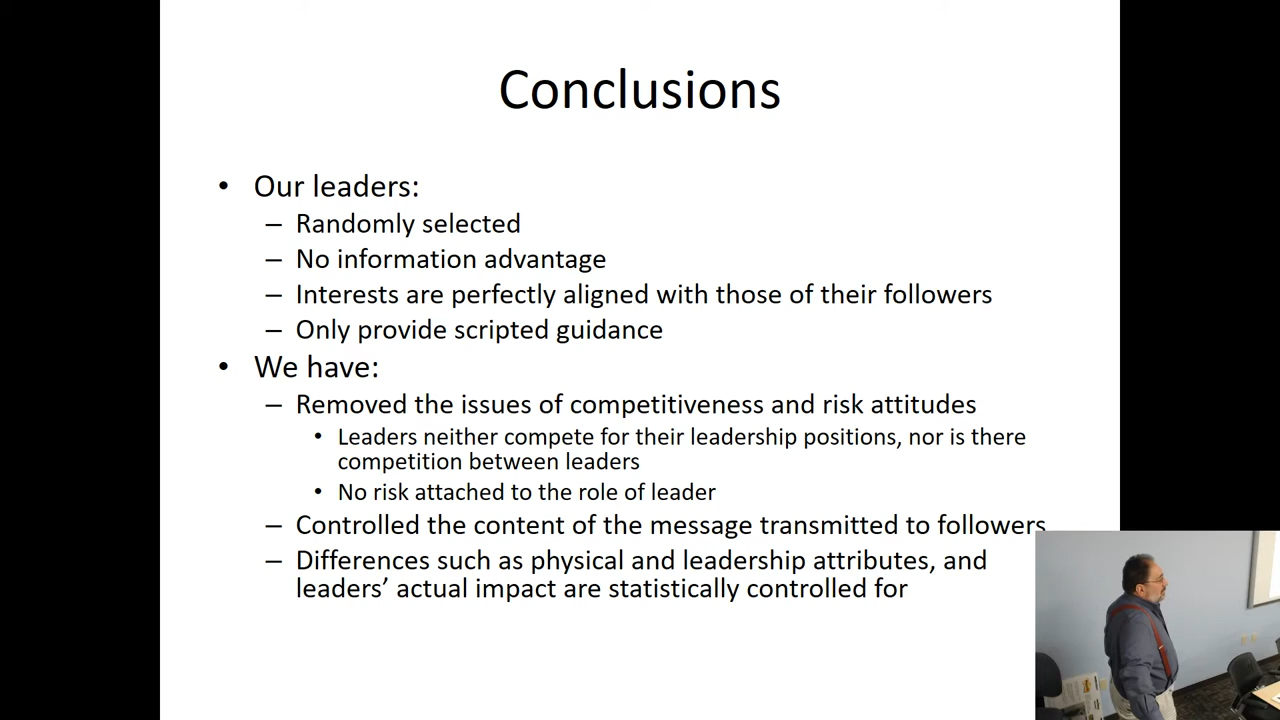 Conclusions
• Our leaders:
– Randomly selected
– No information advantage
– Interests are perfectly aligned with those of their followers
– Only provide scripted guidance
• We have:
– Removed the issues of competitiveness and risk attitudes
• Leaders neither compete for their leadership positions, nor is there
competition between leaders
• No risk attached to the role of leader
– Controlled the content of the message transmitted to followers
– Differences such as physical and leadership attributes, and
leaders’ actual impact are statistically controlled for